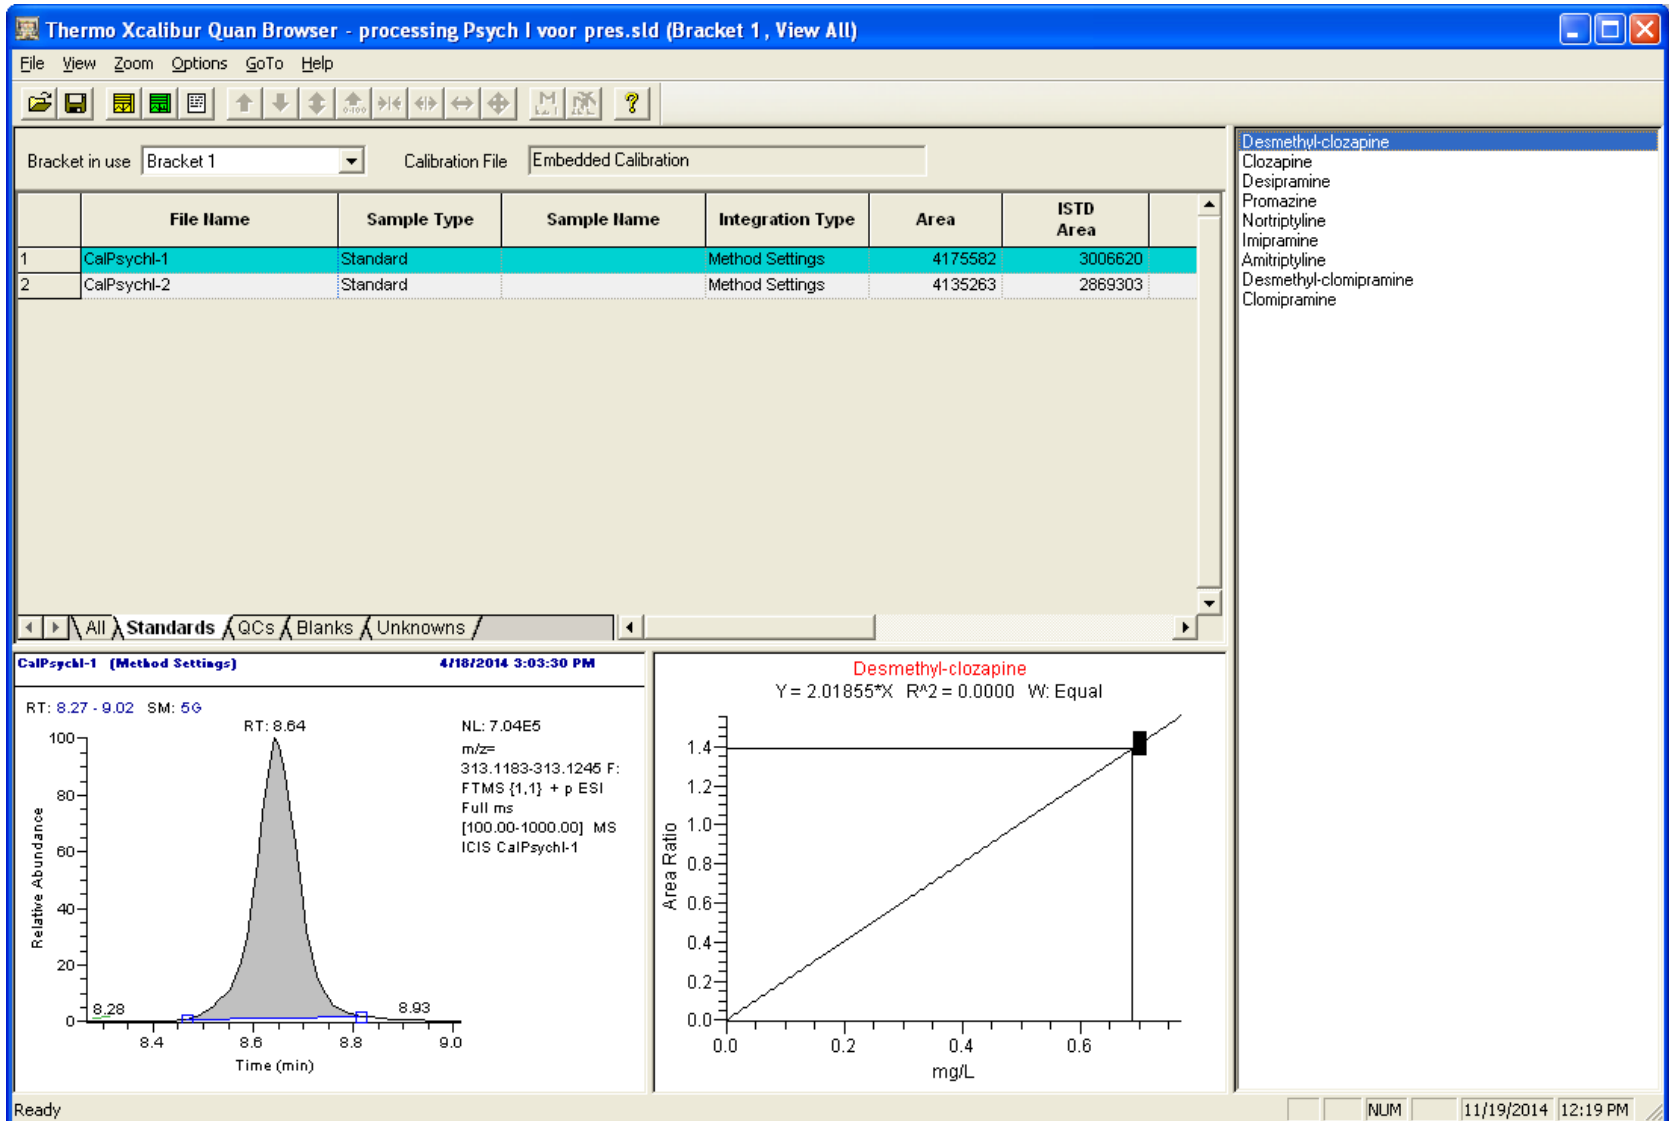 Thermo Xcalibur Quan Browser - processing Psych I voor pres.sld (Bracket 1, View All)
File View Zoom Options GoTo Help
Bracket in use Bracket 1 Calibration File Embedded Calibration
File Name Sample Type Sample Name Integration Type Area ISTD Area
1 CalPsychI-1 Standard Method Settings 4175582 3006620
2 CalPsychI-2 Standard Method Settings 4135263 2869303
All Standards QCs Blanks Unknowns
Desmethyl-clozapine
Clozapine
Desipramine
Promazine
Nortriptyline
Imipramine
Amitriptyline
Desmethyl-clomipramine
Clomipramine
CalPsychI-1 (Method Settings) 4/18/2014 3:03:30 PM
RT: 8.27 - 9.02 SM: 5G
RT: 8.64
NL: 7.04E5
m/z=
313.1183-313.1245 F:
FTMS {1,1} + p ESI
Full ms
[100.00-1000.00] MS
ICIS CalPsychI-1
100
80
60
40
20
0
Relative Abundance
8.28
8.93
8.4 8.6 8.8 9.0
Time (min)
Desmethyl-clozapine
Y = 2.01855*X R^2 = 0.0000 W: Equal
1.4
1.2
1.0
0.8
0.6
0.4
0.2
0.0
Area Ratio
0.0 0.2 0.4 0.6
mg/L
Ready NUM 11/19/2014 12:19 PM